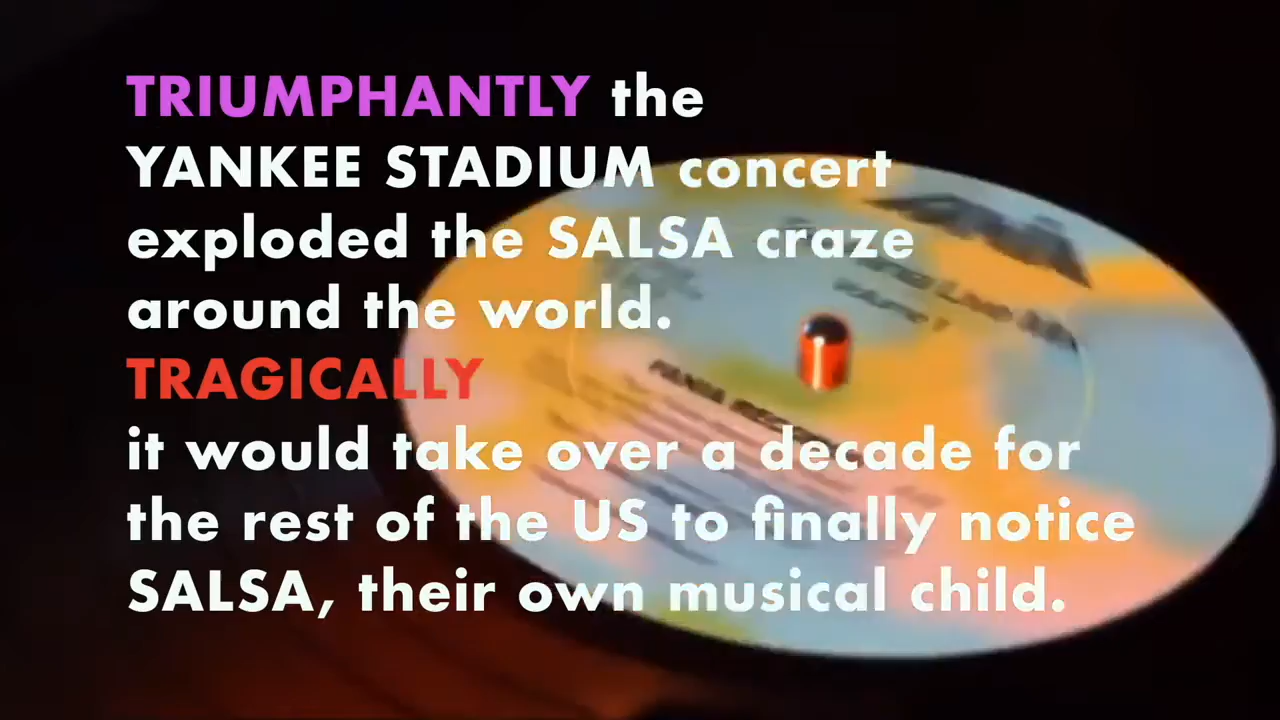 TRIUMPHANTLY the
YANKEE STADIUM concert
exploded the SALSA craze
around the world.
TRAGICALLY
it would take over a decade for
the rest of the US to finally notice
SALSA, their own musical child.